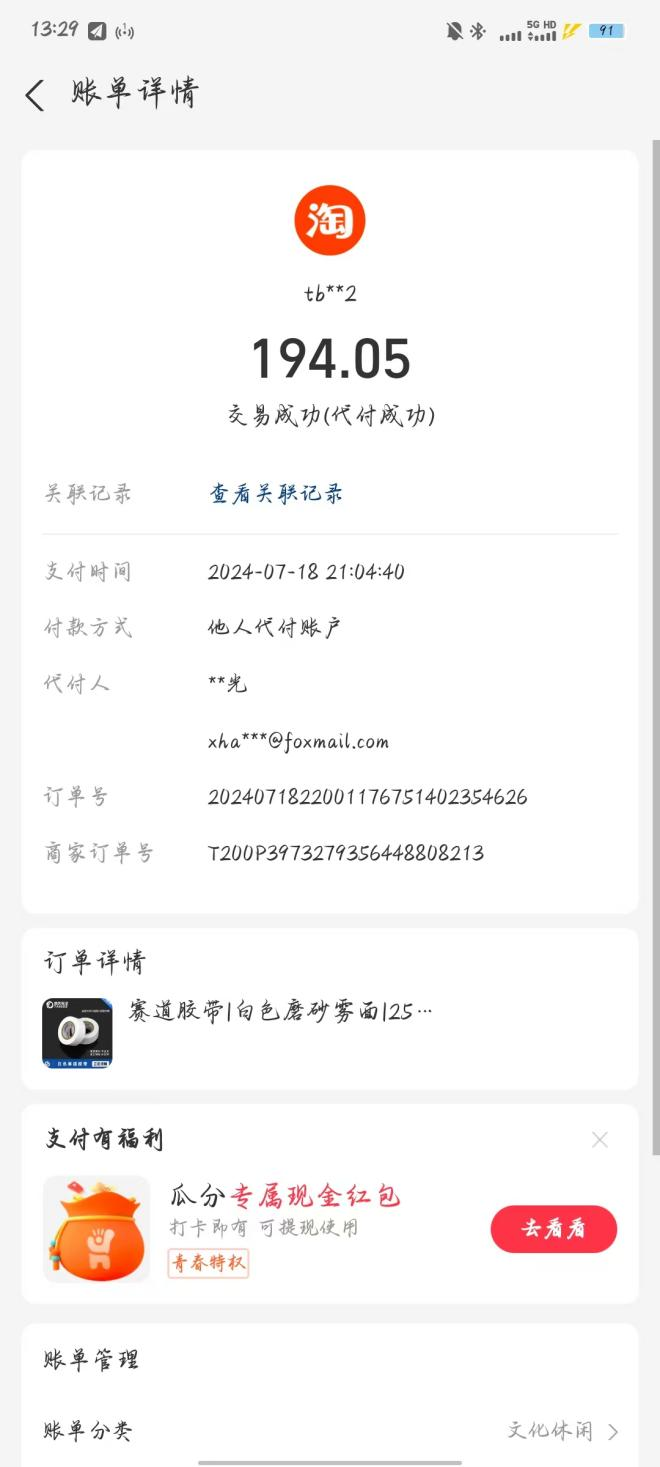 13:29
5G HD
91
账单详情
淘
tb**2
194.05
交易成功(代付成功)
关联记录 查看关联记录
支付时间 2024-07-18 21:04:40
付款方式 他人代付账户
代付人 **光
xha***@foxmail.com
订单号 2024071822001176751402354626
商家订单号 T200P3973279356448808213
订单详情
赛道胶带|白色磨砂雾面|25…
支付有福利
瓜分专属现金红包
打卡即有 可提现使用
去看看
青春特权
账单管理
账单分类 文化休闲